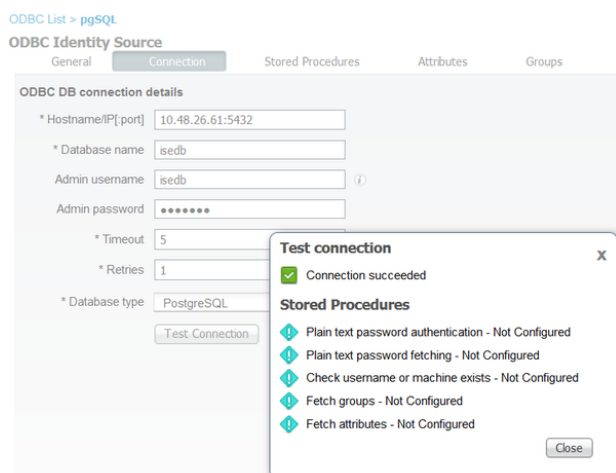 ODBC List > pgSQL
ODBC Identity Source
General Connection Stored Procedures Attributes Groups
ODBC DB connection details
* Hostname/IP[:port] 10.48.26.61:5432
* Database name isedb
Admin username isedb i
Admin password ●●●●●●●
* Timeout 5
* Retries 1
* Database type PostgreSQL
Test Connection
Test connection X
Connection succeeded
Stored Procedures
Plain text password authentication - Not Configured
Plain text password fetching - Not Configured
Check username or machine exists - Not Configured
Fetch groups - Not Configured
Fetch attributes - Not Configured
Close